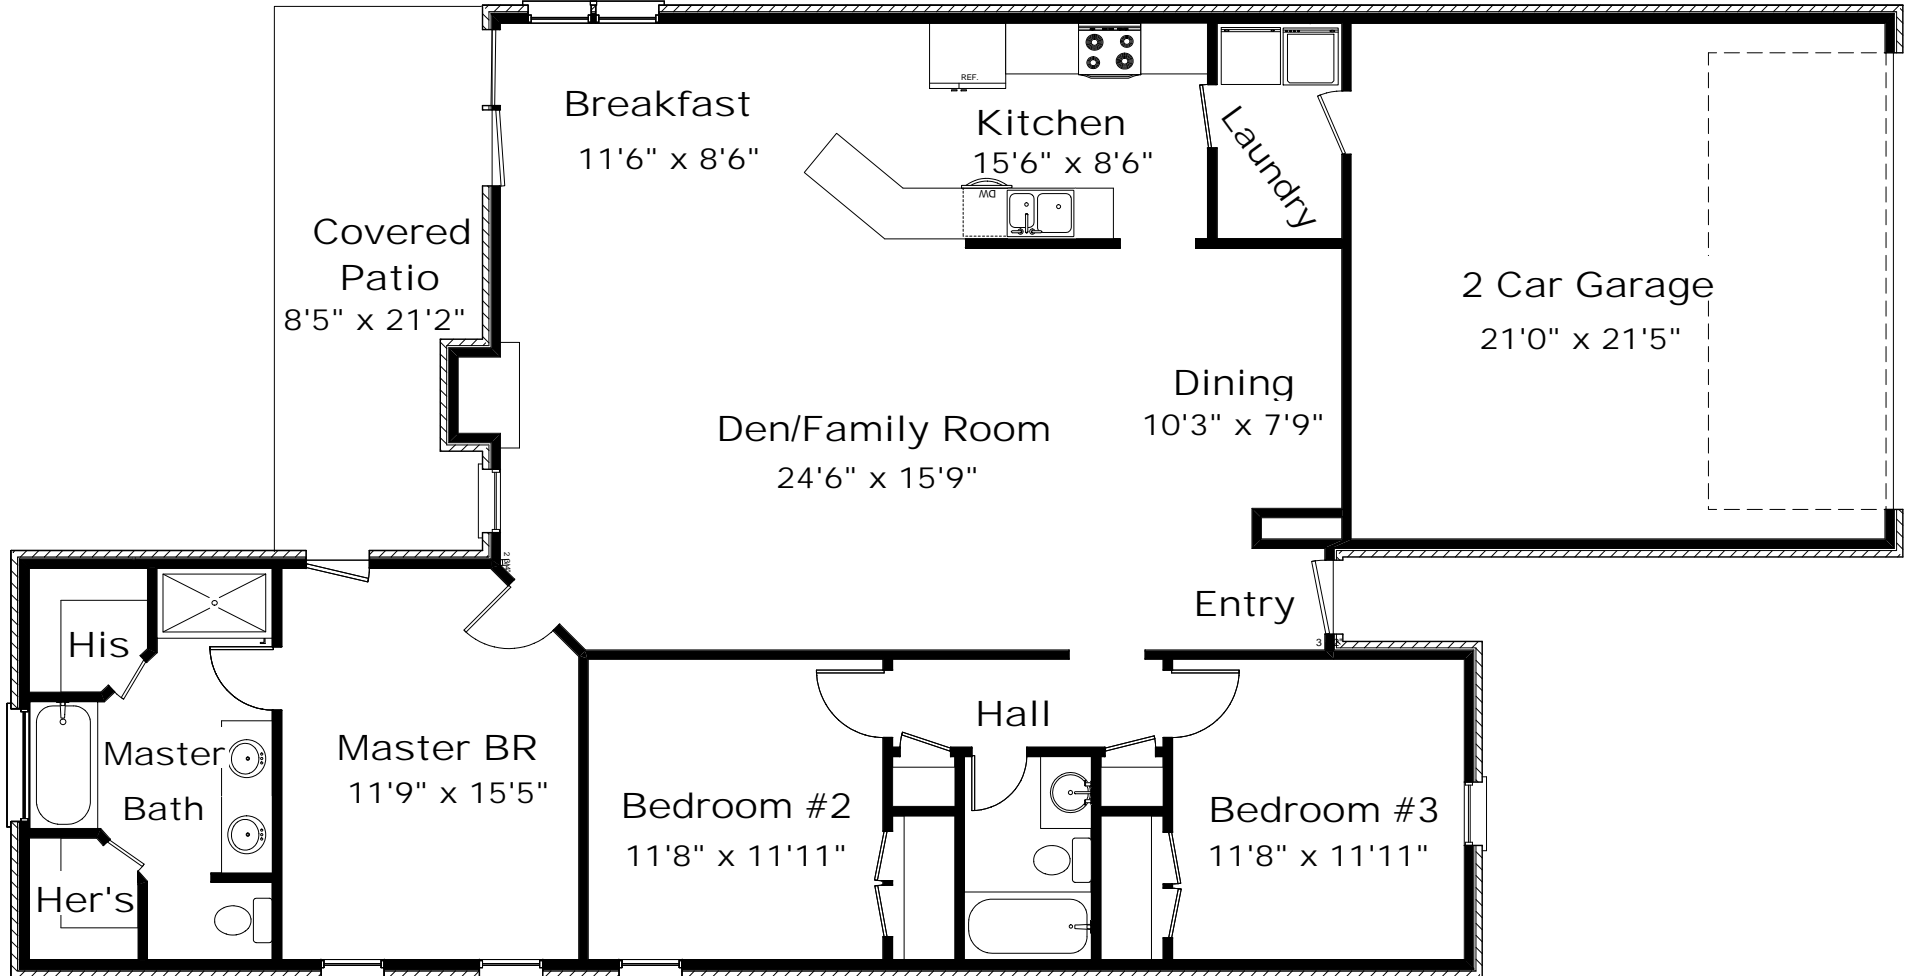 REF.
Breakfast
11'6" x 8'6"
Kitchen
15'6" x 8'6"
DW
Laundry
Covered
Patio
8'5" x 21'2"
2 Car Garage
21'0" x 21'5"
Dining
10'3" x 7'9"
Den/Family Room
24'6" x 15'9"
Entry
3
His
Hall
Master
Bath
Master BR
11'9" x 15'5"
Bedroom #2
11'8" x 11'11"
Bedroom #3
11'8" x 11'11"
Her's